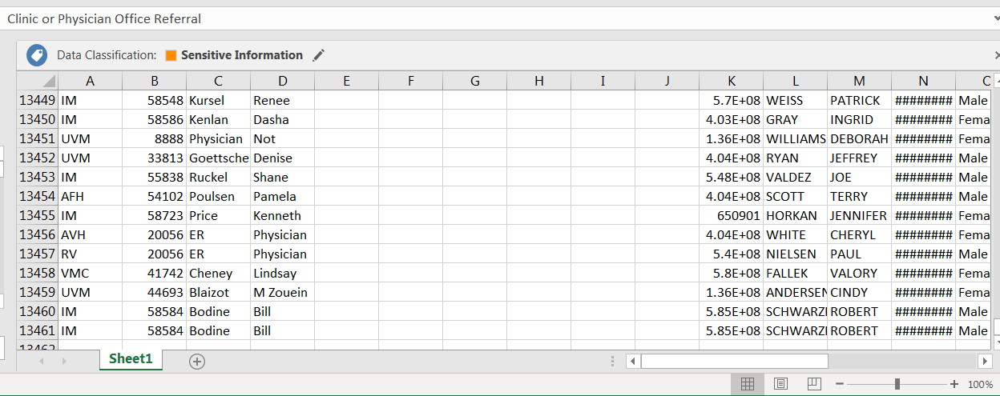 Clinic or Physician Office Referral
Data Classification: Sensitive Information
A B C D E F G H I J K L M N
13449 IM 58548 Kursel Renee 5.7E+08 WEISS PATRICK ######## Male
13450 IM 58586 Kenlan Dasha 4.03E+08 GRAY INGRID ######## Fema
13451 UVM 8888 Physician Not 1.36E+08 WILLIAMS DEBORAH ######## Fema
13452 UVM 33813 Goettsche Denise 4.04E+08 RYAN JEFFREY ######## Male
13453 IM 55838 Ruckel Shane 5.48E+08 VALDEZ JOE ######## Male
13454 AFH 54102 Poulsen Pamela 4.04E+08 SCOTT TERRY ######## Male
13455 IM 58723 Price Kenneth 650901 HORKAN JENNIFER ######## Fema
13456 AVH 20056 ER Physician 4.04E+08 WHITE CHERYL ######## Fema
13457 RV 20056 ER Physician 5.4E+08 NIELSEN PAUL ######## Male
13458 VMC 41742 Cheney Lindsay 5.8E+08 FALLEK VALORY ######## Fema
13459 UVM 44693 Blaizot M Zouein 1.36E+08 ANDERSEN CINDY ######## Fema
13460 IM 58584 Bodine Bill 5.85E+08 SCHWARZ ROBERT ######## Male
13461 IM 58584 Bodine Bill 5.85E+08 SCHWARZ ROBERT ######## Male
13462
Sheet1
100%